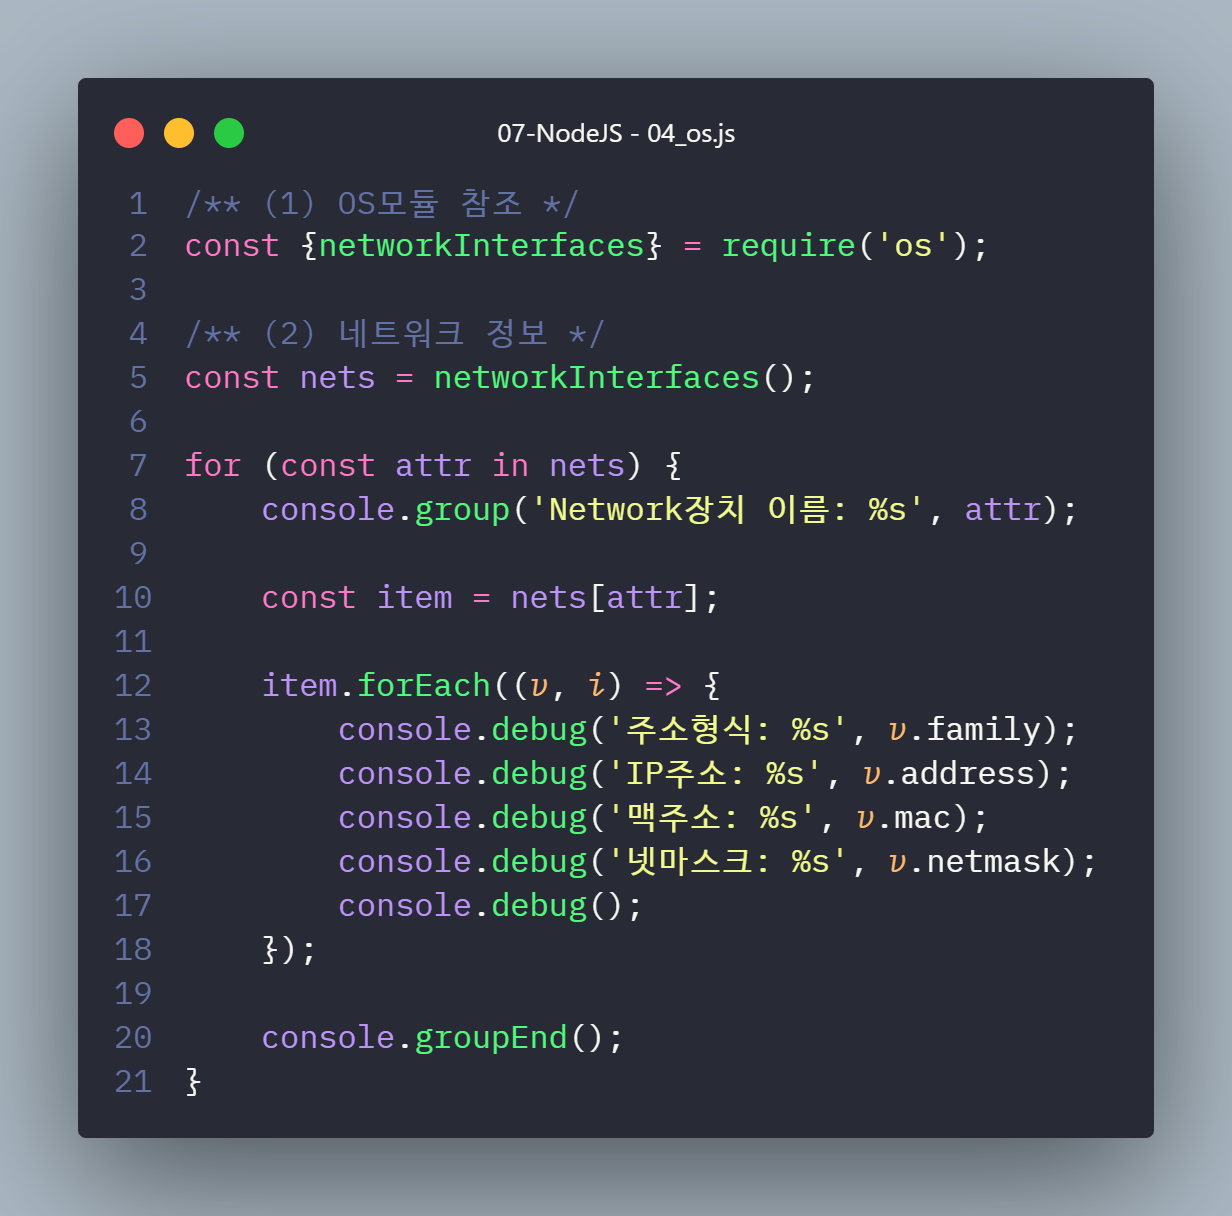 07-NodeJS - 04_os.js
1 /** (1) OS모듈 참조 */
2 const {networkInterfaces} = require('os');
3
4 /** (2) 네트워크 정보 */
5 const nets = networkInterfaces();
6
7 for (const attr in nets) {
8     console.group('Network장치 이름: %s', attr);
9
10     const item = nets[attr];
11
12     item.forEach((v, i) => {
13         console.debug('주소형식: %s', v.family);
14         console.debug('IP주소: %s', v.address);
15         console.debug('맥주소: %s', v.mac);
16         console.debug('넷마스크: %s', v.netmask);
17         console.debug();
18     });
19
20     console.groupEnd();
21 }